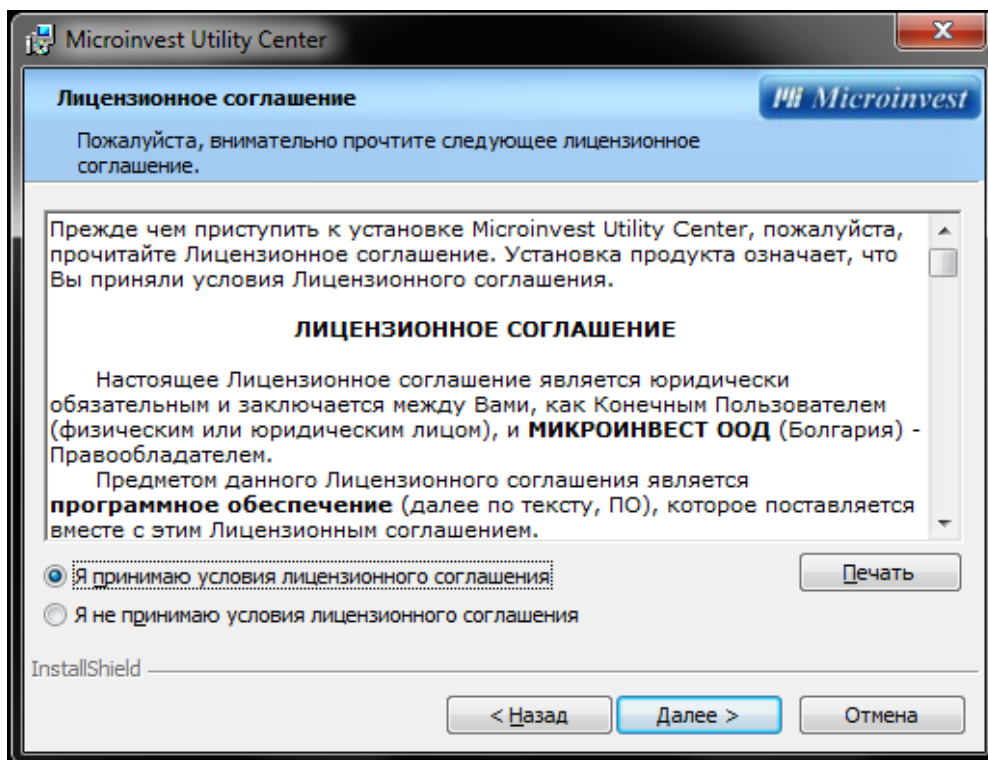 Microinvest Utility Center
Лицензионное соглашение
Microinvest
Пожалуйста, внимательно прочтите следующее лицензионное
соглашение.
Прежде чем приступить к установке Microinvest Utility Center, пожалуйста,
прочитайте Лицензионное соглашение. Установка продукта означает, что
Вы приняли условия Лицензионного соглашения.
ЛИЦЕНЗИОННОЕ СОГЛАШЕНИЕ
Настоящее Лицензионное соглашение является юридически
обязательным и заключается между Вами, как Конечным Пользователем
(физическим или юридическим лицом), и МИКРОИНВЕСТ ООД (Болгария) -
Правообладателем.
Предметом данного Лицензионного соглашения является
программное обеспечение (далее по тексту, ПО), которое поставляется
вместе с этим Лицензионным соглашением.
Я принимаю условия лицензионного соглашения
Печать
Я не принимаю условия лицензионного соглашения
InstallShield
< Назад
Далее >
Отмена